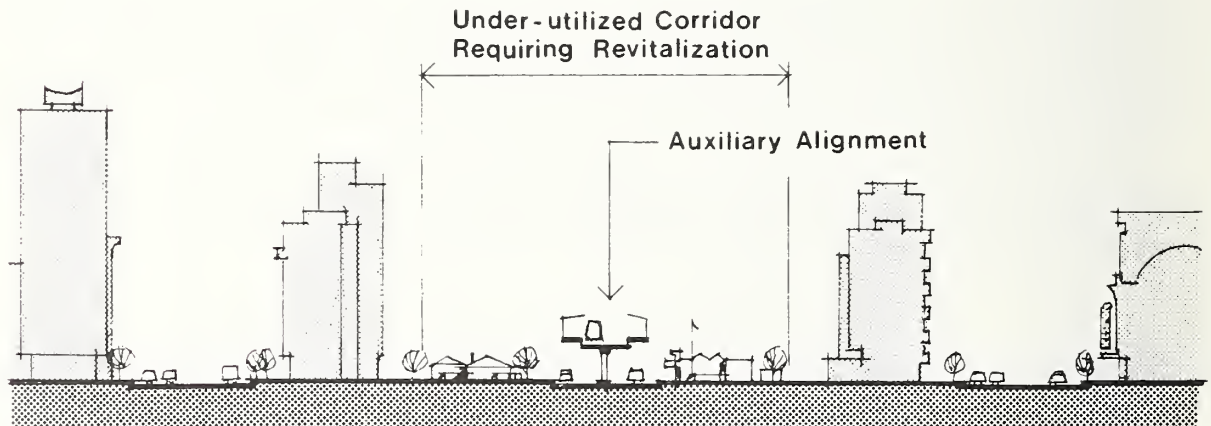 Under-utilized Corridor
Requiring Revitalization
Auxiliary Alignment